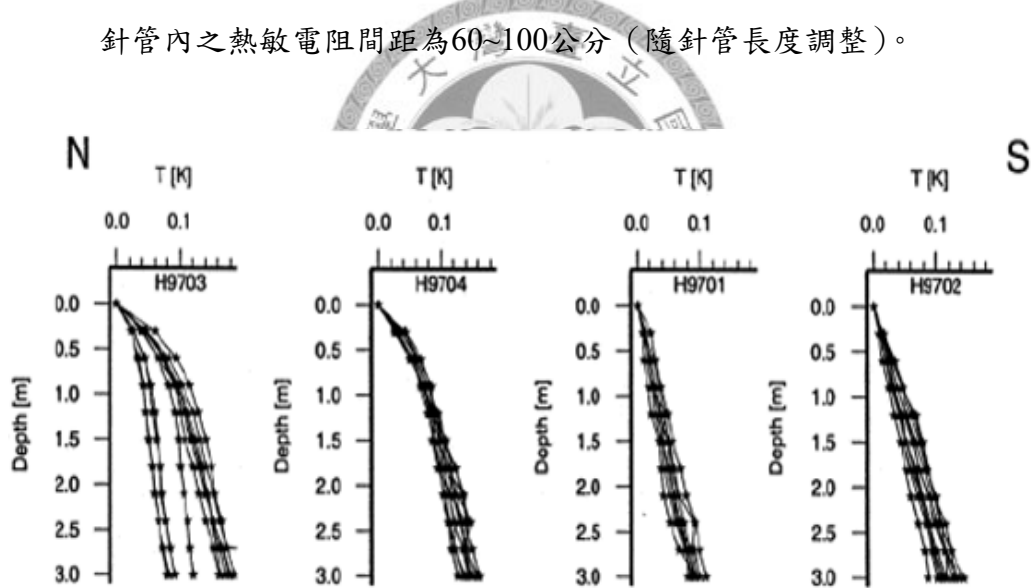 針管內之熱敏電阻間距為60~100公分（隨針管長度調整）。
大 灣 臺 立
N S
T [K] T [K] T [K] T [K]
0.0 0.1 0.0 0.1 0.0 0.1 0.0 0.1
H9703 H9704 H9701 H9702
0.0 0.0 0.0 0.0
0.5 0.5 0.5 0.5
1.0 1.0 1.0 1.0
1.5 1.5 1.5 1.5
2.0 2.0 2.0 2.0
2.5 2.5 2.5 2.5
3.0 3.0 3.0 3.0
Depth [m] Depth [m] Depth [m] Depth [m]